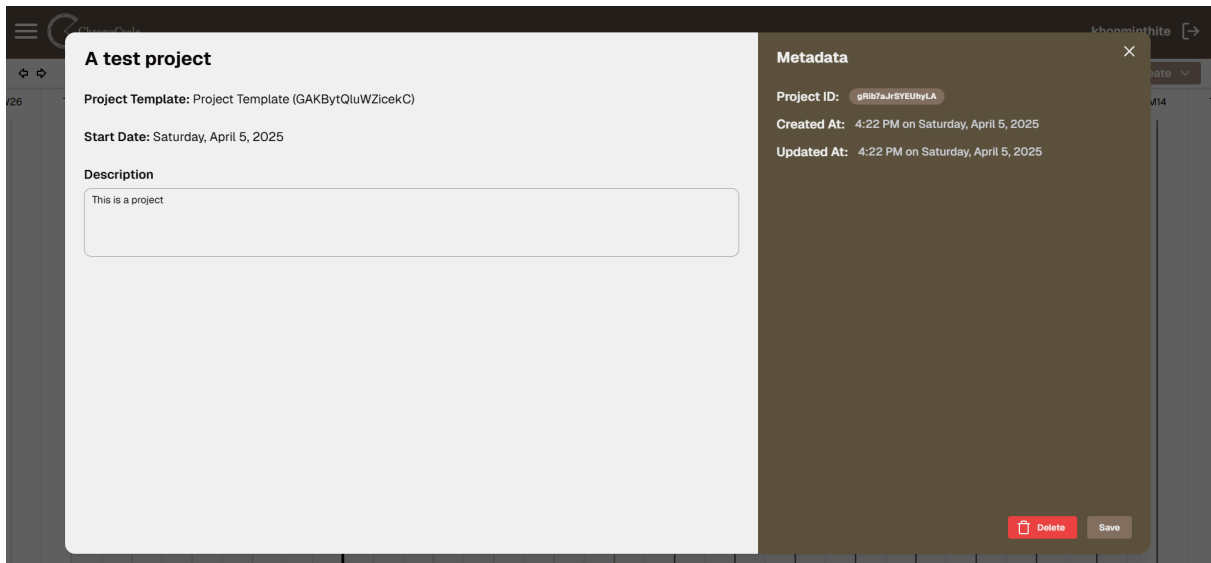 khonminthite
A test project
Project Template: Project Template (GAKBytQluWZicekC)
Start Date: Saturday, April 5, 2025
Description
This is a project
Metadata
Project ID: gRib7aJrSYEUhyLA
Created At: 4:22 PM on Saturday, April 5, 2025
Updated At: 4:22 PM on Saturday, April 5, 2025
Delete
Save